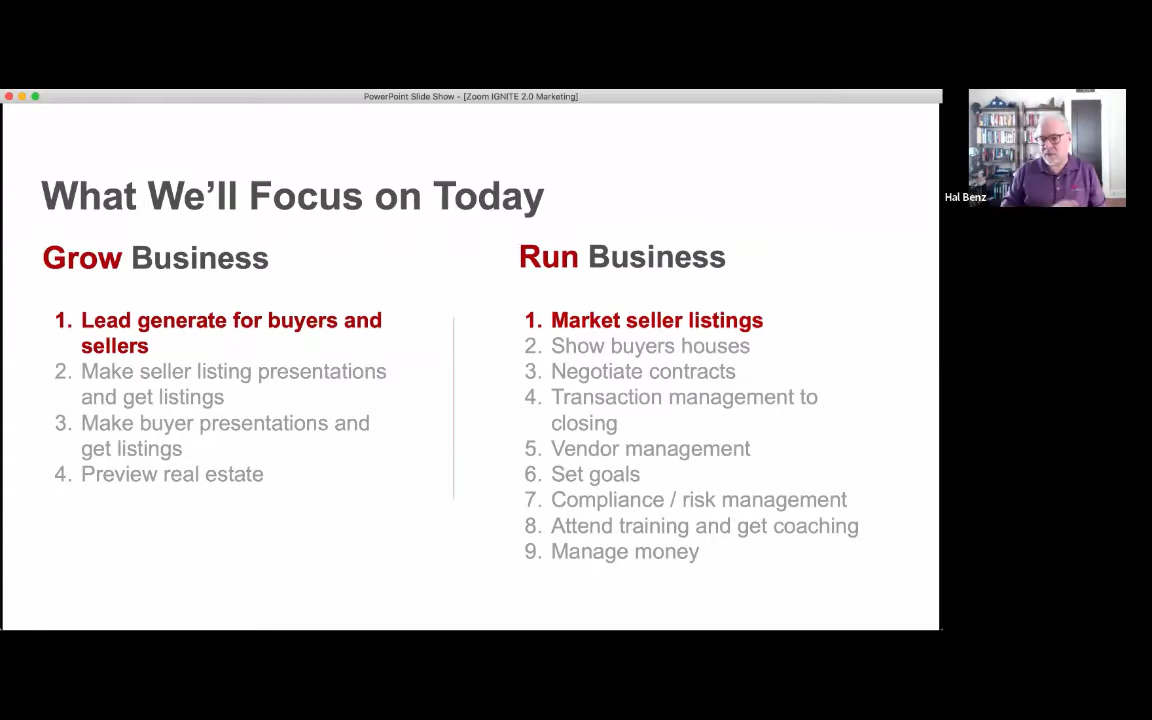 PowerPoint Slide Show - [Zoom IGNITE 2.0 Marketing]
What We’ll Focus on Today
Grow Business
1. Lead generate for buyers and
sellers
2. Make seller listing presentations
and get listings
3. Make buyer presentations and
get listings
4. Preview real estate
Run Business
1. Market seller listings
2. Show buyers houses
3. Negotiate contracts
4. Transaction management to
closing
5. Vendor management
6. Set goals
7. Compliance / risk management
8. Attend training and get coaching
9. Manage money
Hal Benz